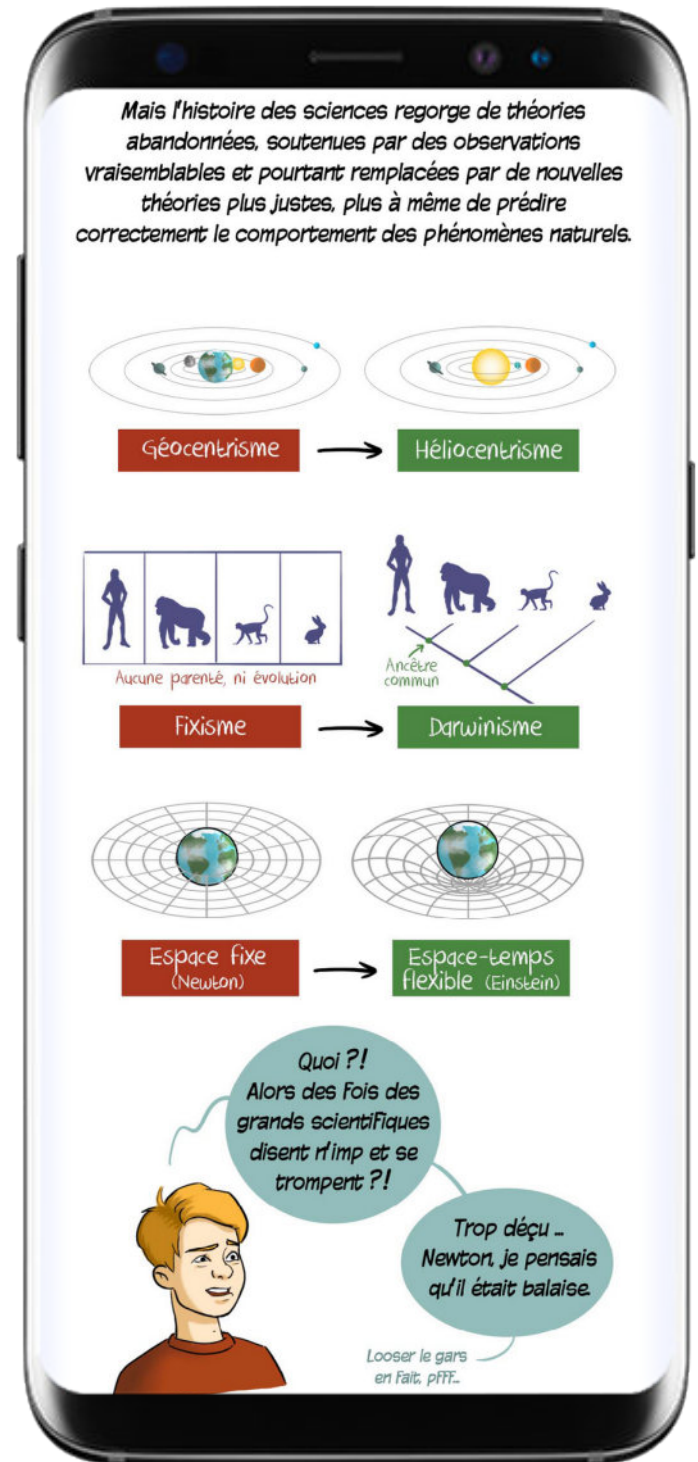 Mais l'histoire des sciences regorge de théories
abandonnées, soutenues par des observations
vraisemblables et pourtant remplacées par de nouvelles
théories plus justes, plus à même de prédire
correctement le comportement des phénomènes naturels.
Géocentrisme
Héliocentrisme
Aucune parenté, ni évolution
Ancêtre
commun
Fixisme
Darwinisme
Espace fixe
(Newton)
Espace-temps
flexible (Einstein)
Quoi ?!
Alors des fois des
grands scientifiques
disent n'imp et se
trompent ?!
Trop déçu ...
Newton, je pensais
qu'il était balaise.
Looser le gars
en fait, pfff...